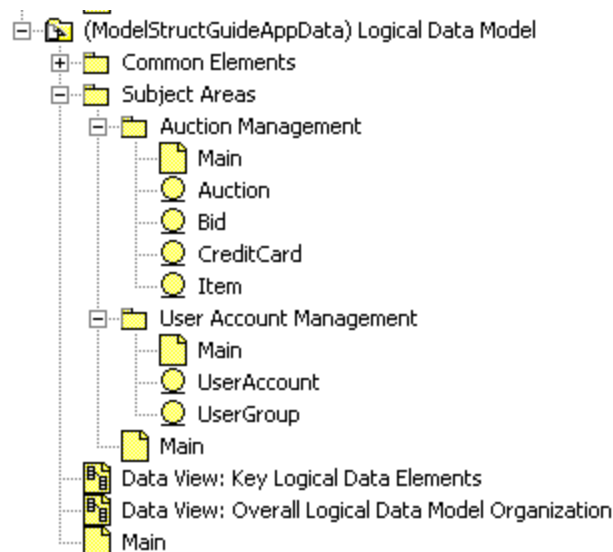 (ModelStructGuideAppData) Logical Data Model
Common Elements
Subject Areas
Auction Management
Main
Auction
Bid
CreditCard
Item
User Account Management
Main
UserAccount
UserGroup
Main
Data View: Key Logical Data Elements
Data View: Overall Logical Data Model Organization
Main